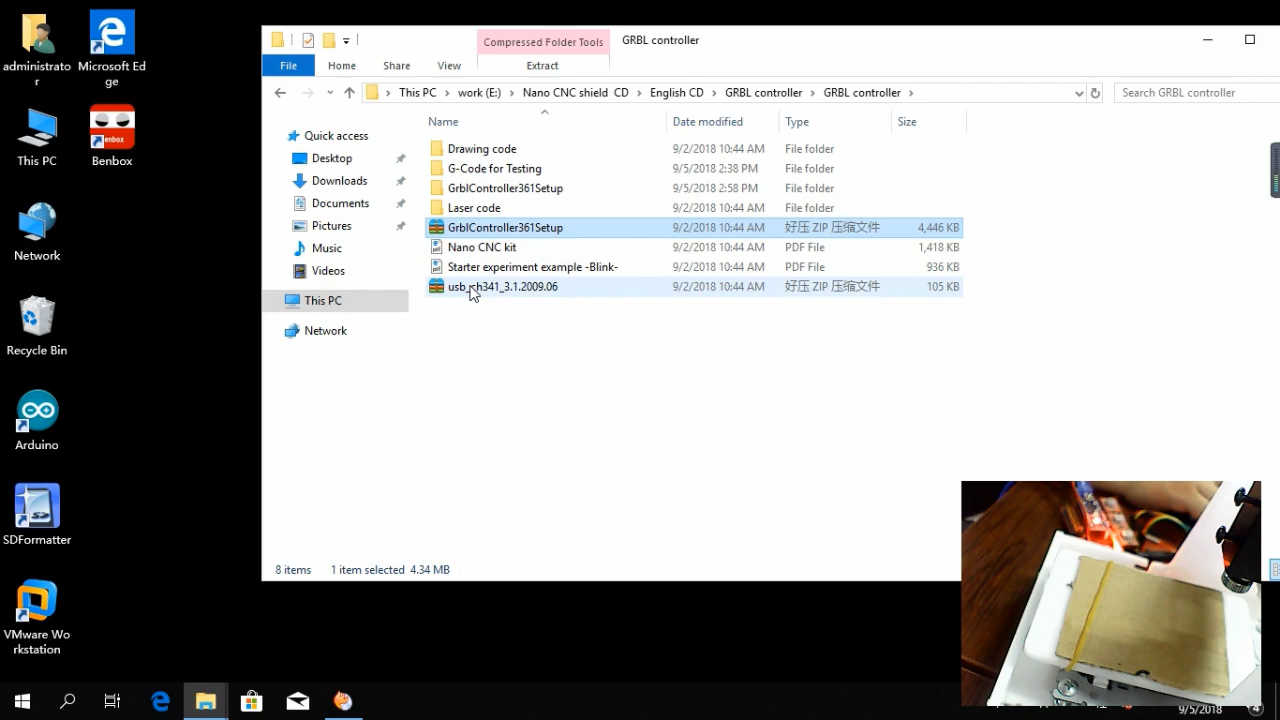 administrato
r
Microsoft Ed
ge
This PC
Benbox
Network
Recycle Bin
Arduino
SDFormatter
VMware Wo
rkstation
Compressed Folder Tools
GRBL controller
File
Home
Share
View
Extract
This PC
work (E:)
Nano CNC shield CD
English CD
GRBL controller
GRBL controller
Search GRBL controller
Quick access
Desktop
Downloads
Documents
Pictures
Music
Videos
This PC
Network
Name Date modified Type Size
Drawing code 9/2/2018 10:44 AM File folder
G-Code for Testing 9/5/2018 2:38 PM File folder
GrblController361Setup 9/5/2018 2:58 PM File folder
Laser code 9/2/2018 10:44 AM File folder
GrblController361Setup 9/2/2018 10:44 AM 好压 ZIP 压缩文件 4,446 KB
Nano CNC kit 9/2/2018 10:44 AM PDF File 1,418 KB
Starter experiment example -Blink- 9/2/2018 10:44 AM PDF File 936 KB
usb_ch341_3.1.2009.06 9/2/2018 10:44 AM 好压 ZIP 压缩文件 105 KB
8 items 1 item selected 4.34 MB
9/5/2018